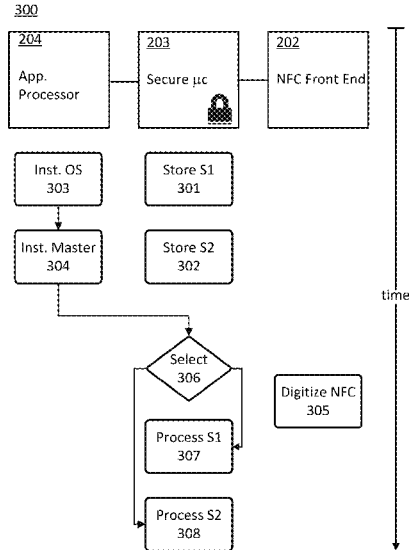 300
204
App.
Processor
203
Secure µc
202
NFC Front End
Inst. OS
303
Store S1
301
Inst. Master
304
Store S2
302
time
Select
306
Digitize NFC
305
Process S1
307
Process S2
308